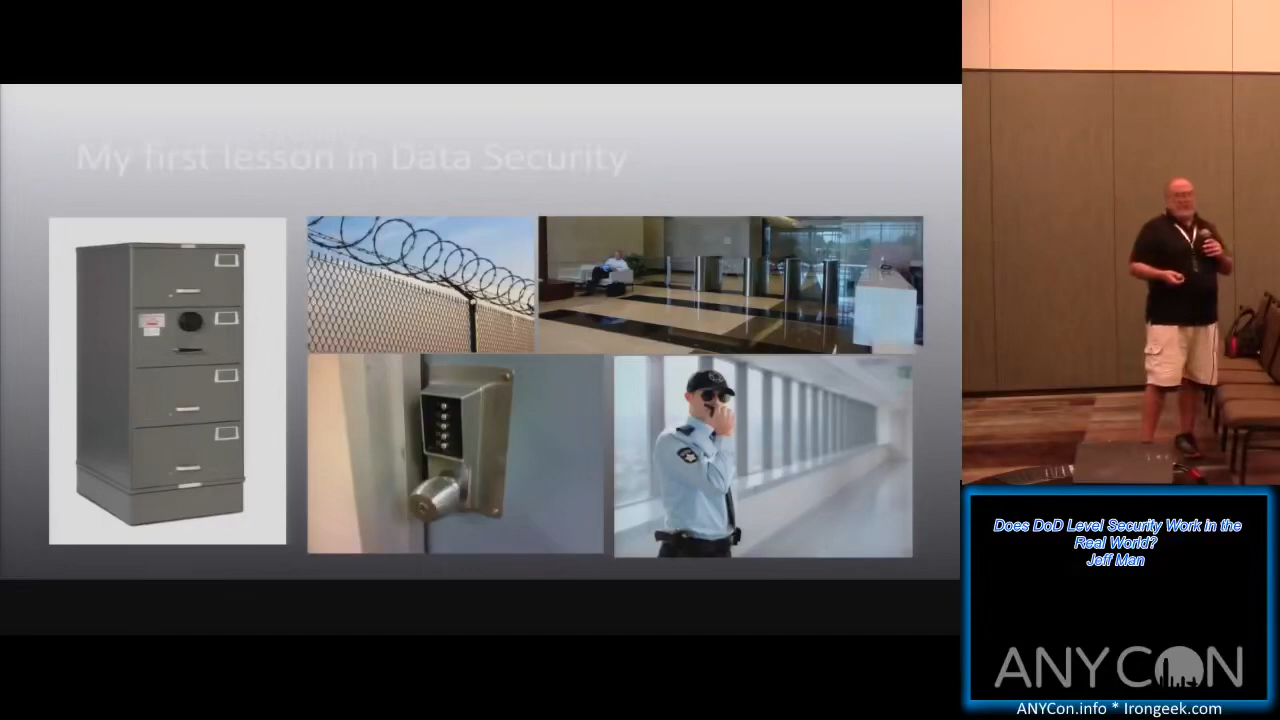 My first lesson in Data Security
Does DoD Level Security Work in the
Real World?
Jeff Man
ANYCON
ANYCon.info * Irongeek.com